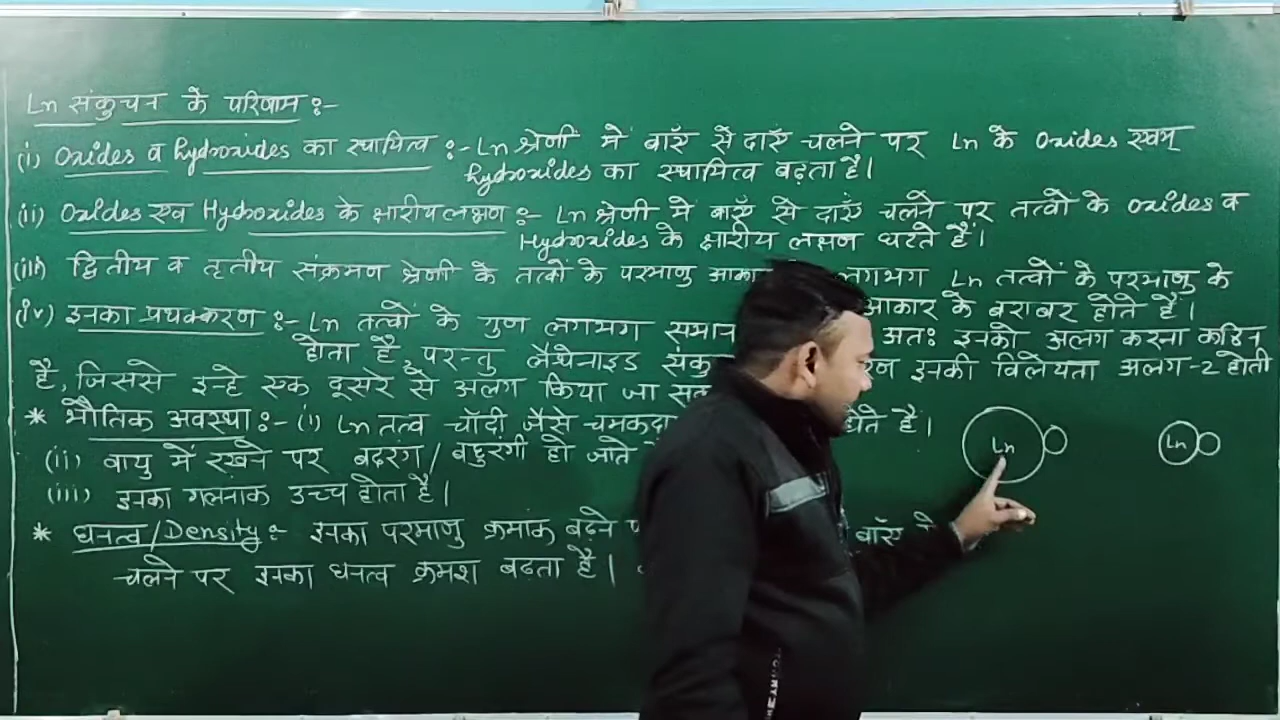 Ln संकुचन के परिणाम :-
(i) Oxides व hydroxides का स्थामित्व :- Ln श्रेणी में बाएँ से दाएँ चलने पर Ln के Oxides एवम्
hydroxides का स्थामित्व बढ़ता है।
(ii) Oxides एव Hydroxides के क्षारीय लक्षण :- Ln श्रेणी में बाएँ से दाएँ चलने पर तत्वों के Oxides व
Hydroxides के क्षारीय लक्षण घटते हैं।
(iii) द्वितीय व तृतीय संक्रमण श्रेणी के तत्वों के परमाणु आका लगभग Ln तत्वों के परमाणु के
आकार के बराबर होते हैं।
(iv) इनका प्रथक्करण :- Ln तत्वों के गुण लगभग समान अतः इनको अलग करना कठिन
होता है, परन्तु लैन्थेनाइड संकु इनकी विलेयता अलग-2 होती
है, जिससे इन्हे एक दूसरे से अलग किया जा
* भौतिक अवस्था :- (i) Ln तत्व चाँदी जैसे चमकदा होते है।
(ii) वायु में रखने पर बदरंग/बहुरंगी हो जाते
(iii) इनका गलनांक उच्च होता है।
* घनत्व/Density :- इनका परमाणु क्रमांक बढ़ने बाएँ से
चलने पर इनका घनत्व क्रमश बढता है।
Ln Ln